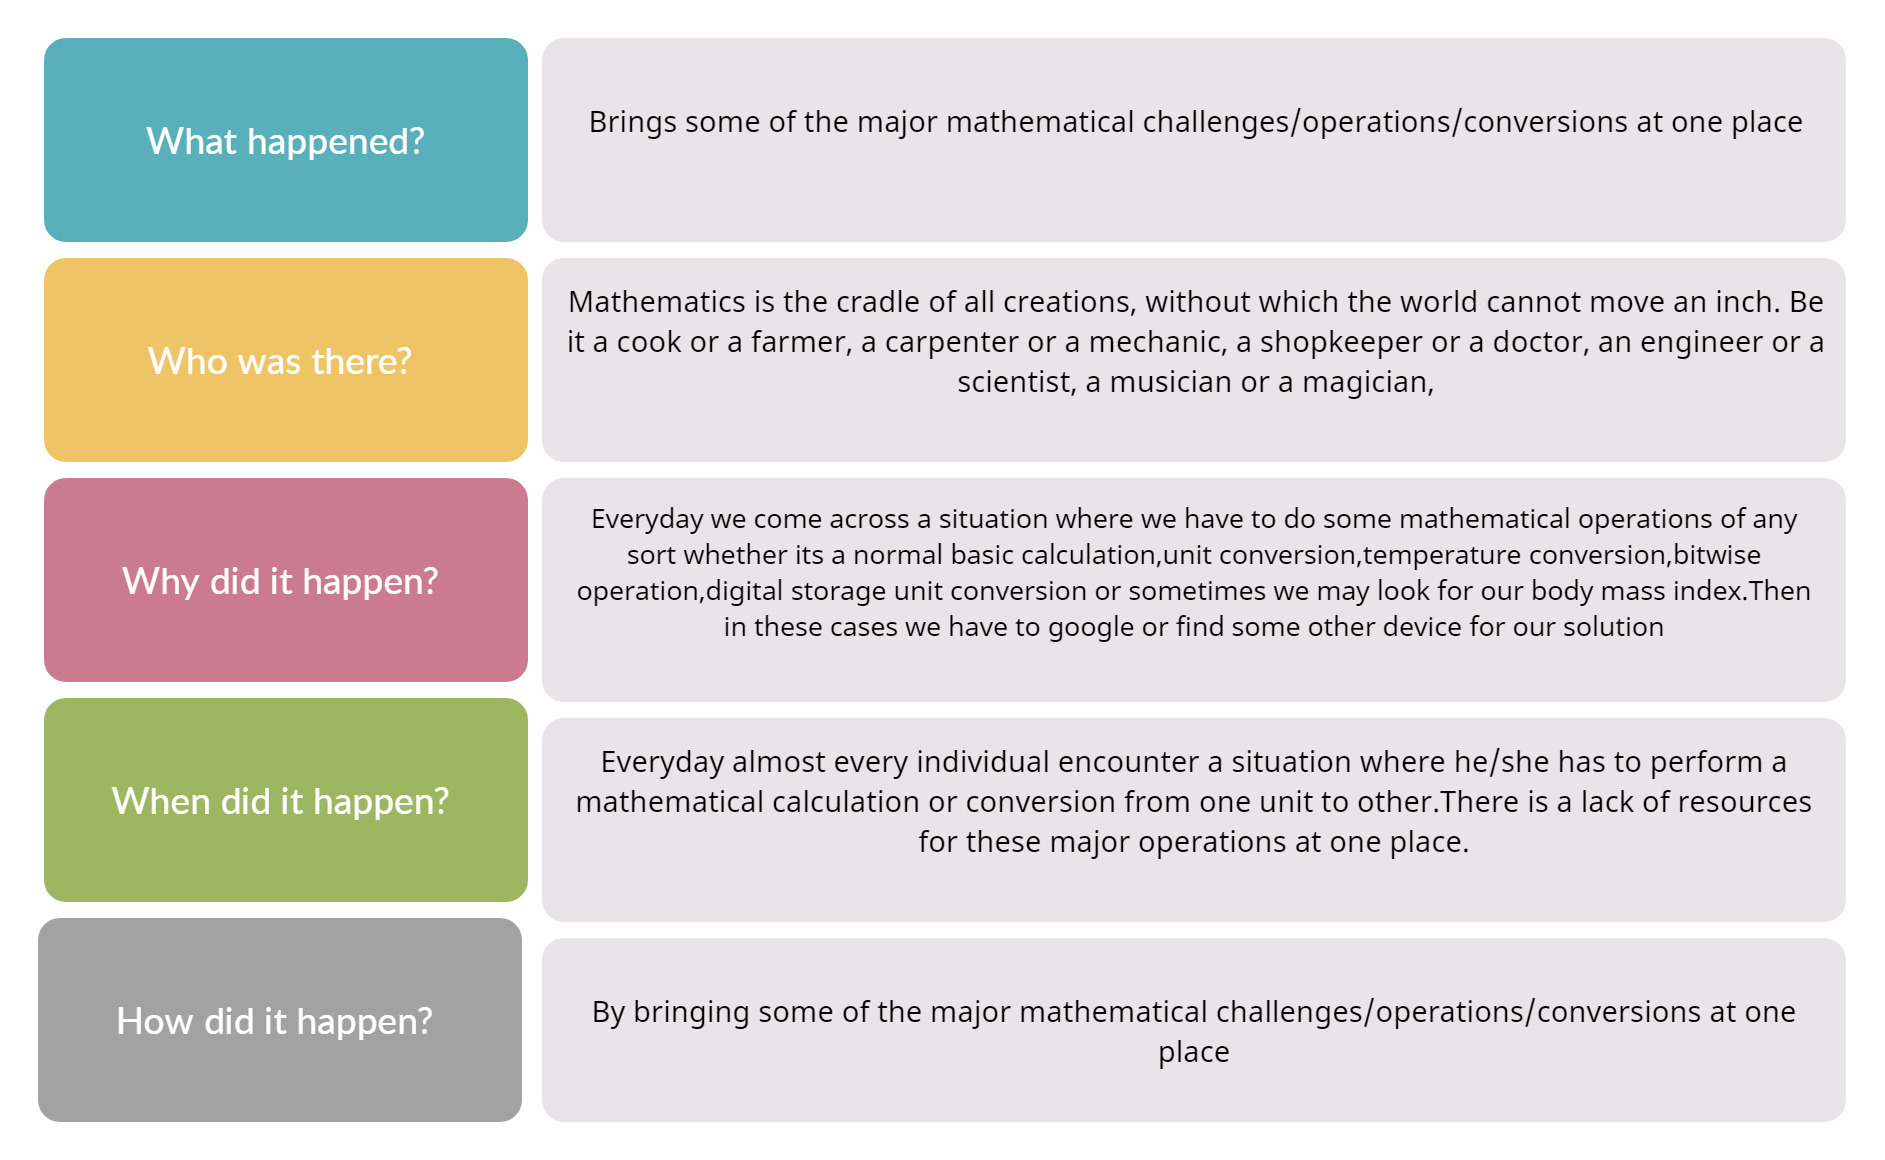 What happened?
Brings some of the major mathematical challenges/operations/conversions at one place
Who was there?
Mathematics is the cradle of all creations, without which the world cannot move an inch. Be
it a cook or a farmer, a carpenter or a mechanic, a shopkeeper or a doctor, an engineer or a
scientist, a musician or a magician,
Why did it happen?
Everyday we come across a situation where we have to do some mathematical operations of any
sort whether its a normal basic calculation,unit conversion,temperature conversion,bitwise
operation,digital storage unit conversion or sometimes we may look for our body mass index.Then
in these cases we have to google or find some other device for our solution
When did it happen?
Everyday almost every individual encounter a situation where he/she has to perform a
mathematical calculation or conversion from one unit to other.There is a lack of resources
for these major operations at one place.
How did it happen?
By bringing some of the major mathematical challenges/operations/conversions at one
place